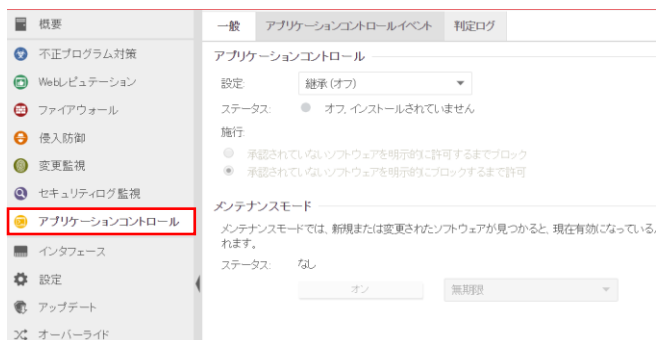 概要
不正プログラム対策
Webレピュテーション
ファイアウォール
侵入防御
変更監視
セキュリティログ監視
アプリケーションコントロール
インタフェース
設定
アップデート
オーバーライド
一般 アプリケーションコントロールイベント 判定ログ
アプリケーションコントロール
設定: 継承 (オフ)
ステータス: オフ, インストールされていません
施行:
承認されていないソフトウェアを明示的に許可するまでブロック
承認されていないソフトウェアを明示的にブロックするまで許可
メンテナンスモード
メンテナンスモードでは、新規または変更されたソフトウェアが見つかると、現在有効になっている
れます。
ステータス: なし
オン 無期限